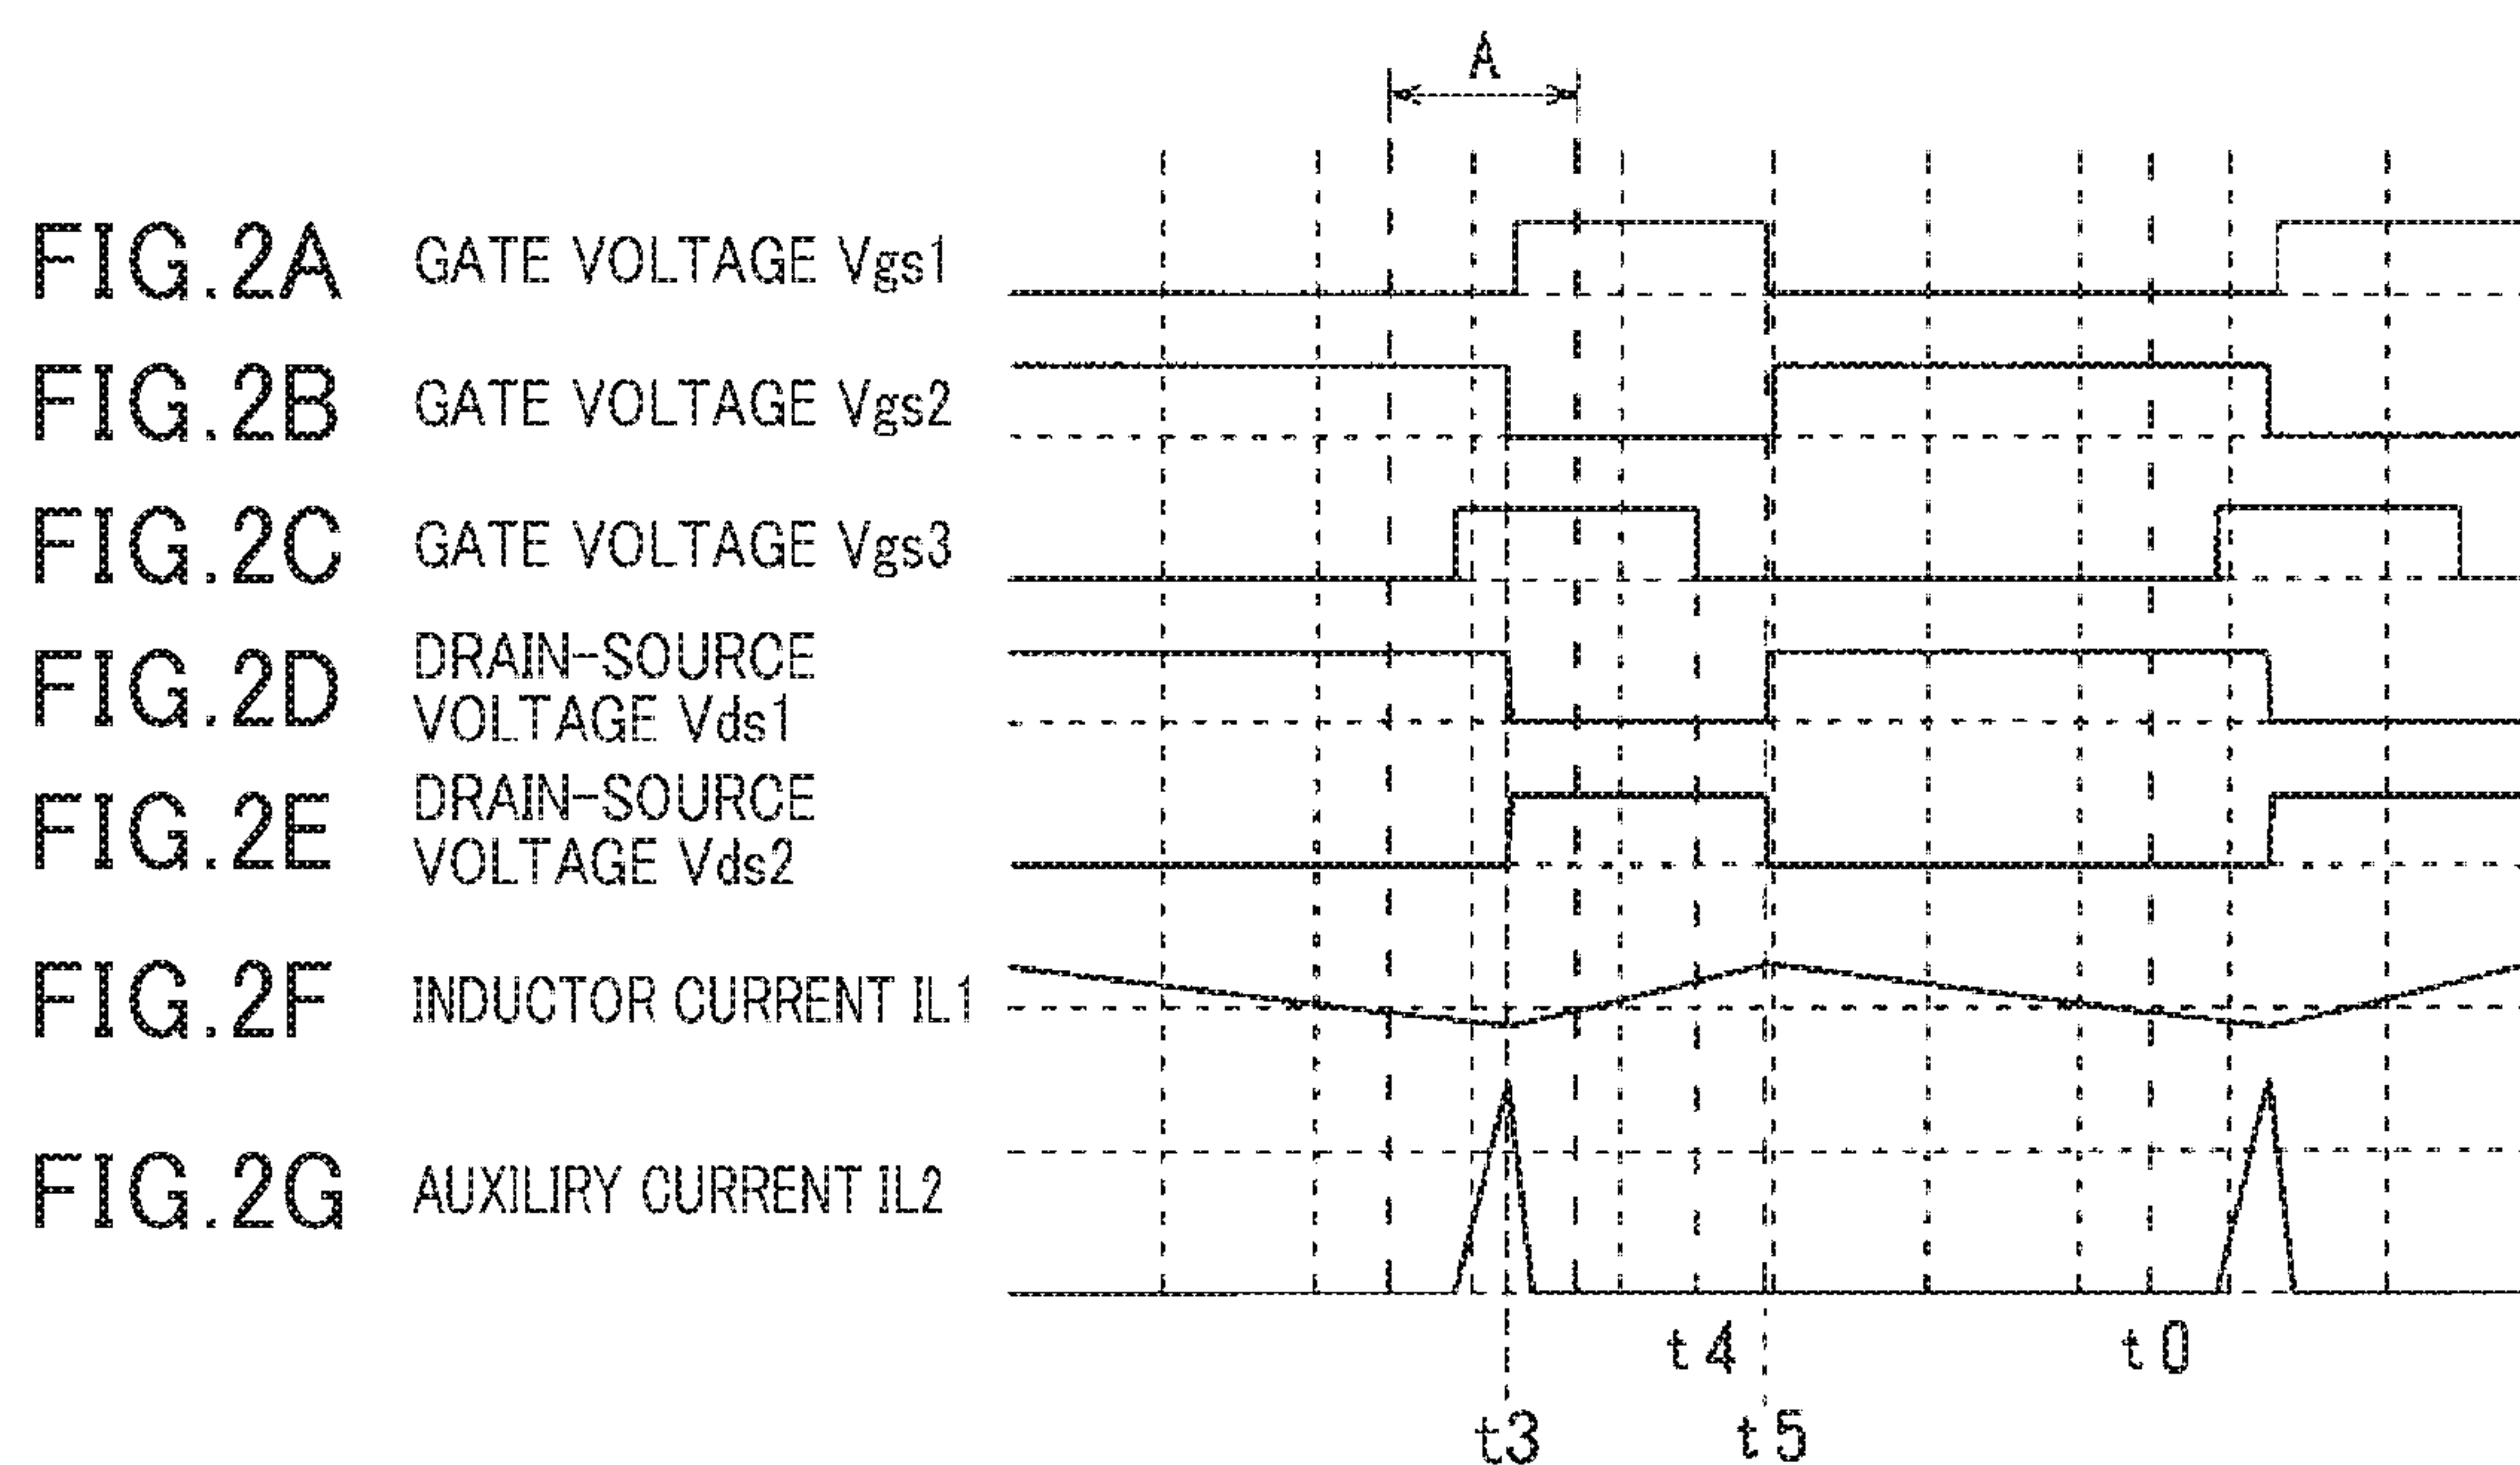 A
FIG.2A GATE VOLTAGE Vgs1
FIG.2B GATE VOLTAGE Vgs2
FIG.2C GATE VOLTAGE Vgs3
FIG.2D DRAIN-SOURCE
VOLTAGE Vds1
FIG.2E DRAIN-SOURCE
VOLTAGE Vds2
FIG.2F INDUCTOR CURRENT IL1
FIG.2G AUXILIRY CURRENT IL2
t4 t0
t3 t5